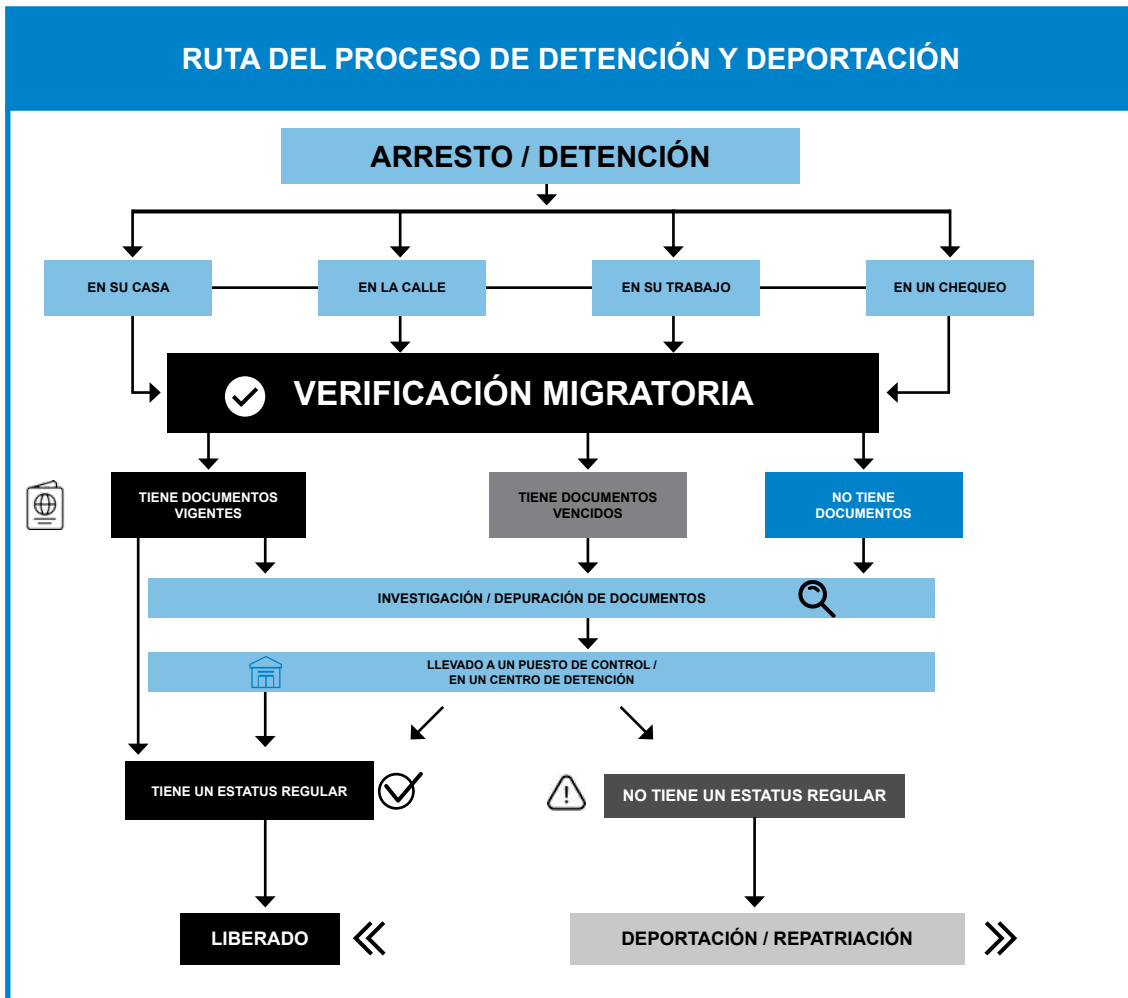 RUTA DEL PROCESO DE DETENCIÓN Y DEPORTACIÓN
ARRESTO / DETENCIÓN
EN SU CASA
EN LA CALLE
EN SU TRABAJO
EN UN CHEQUEO
VERIFICACIÓN MIGRATORIA
TIENE DOCUMENTOS
VIGENTES
TIENE DOCUMENTOS
VENCIDOS
NO TIENE
DOCUMENTOS
INVESTIGACIÓN / DEPURACIÓN DE DOCUMENTOS
LLEVADO A UN PUESTO DE CONTROL /
EN UN CENTRO DE DETENCIÓN
TIENE UN ESTATUS REGULAR
NO TIENE UN ESTATUS REGULAR
LIBERADO
DEPORTACIÓN / REPATRIACIÓN